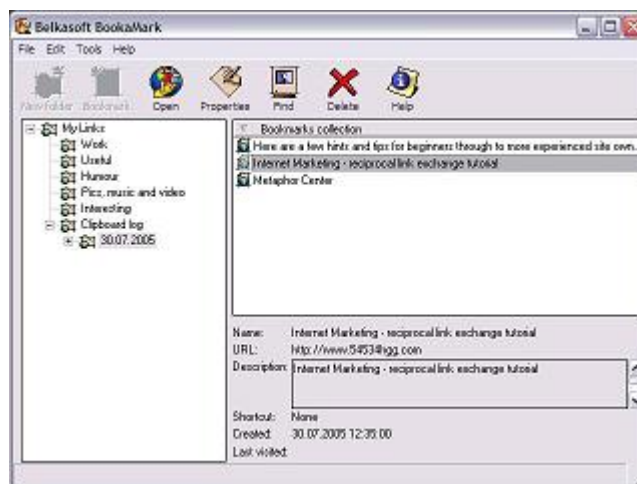 Belkasoft BookaMark
File Edit Tools Help
New folder Bookmark Open Properties Find Delete Help
My Links
Work
Useful
Humour
Pics, music and video
Interesting
Clipboard log
30.07.2005
Bookmarks collection
Here are a few hints and tips for beginners through to more experienced site own...
Internet Marketing - reciprocal link exchange tutorial
Metaphor Center
Name: Internet Marketing - reciprocal link exchange tutorial
URL: http://www.54534hgg.com
Description: Internet Marketing - reciprocal link exchange tutorial
Shortcut: None
Created: 30.07.2005 12:35:00
Last visited: